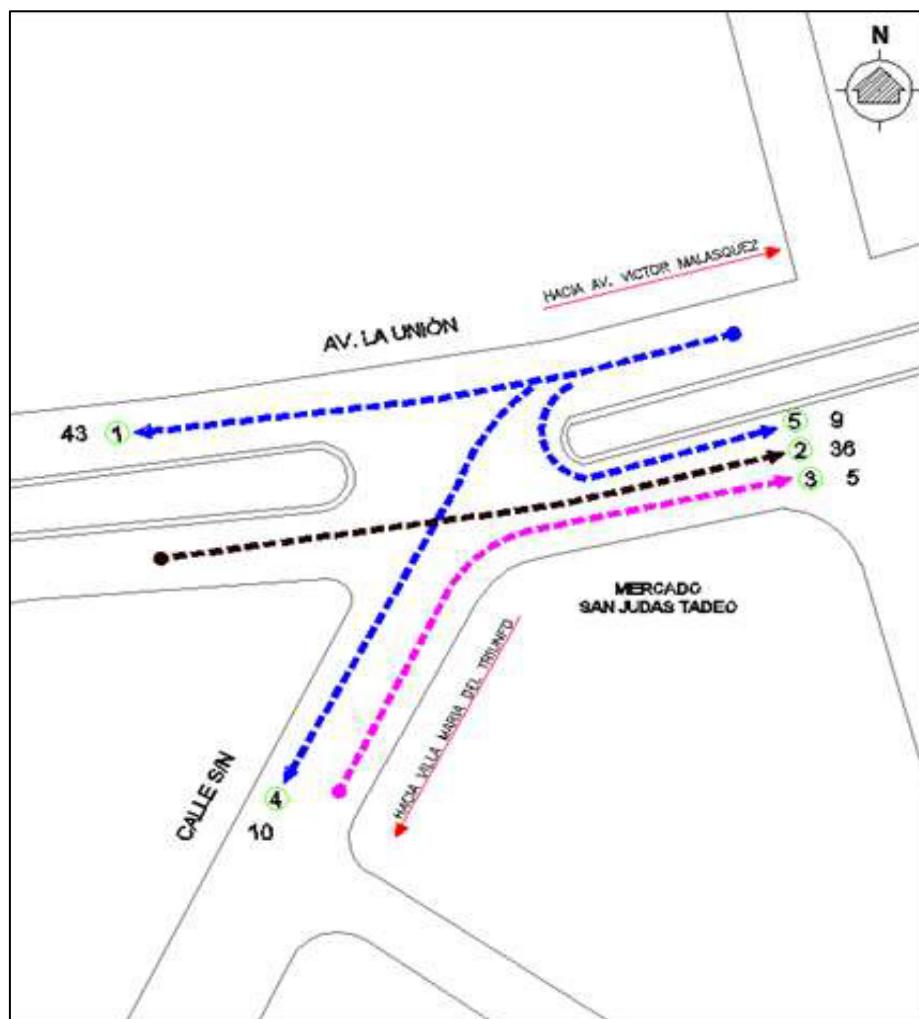 N
HACIA AV. VICTOR MALASQUEZ
AV. LA UNIÓN
43 1
5 9
2 36
3 5
MERCADO
SAN JUDAS TADEO
HACIA VILLA MARIA DEL TRIUNFO
CALLE S/N
4
10